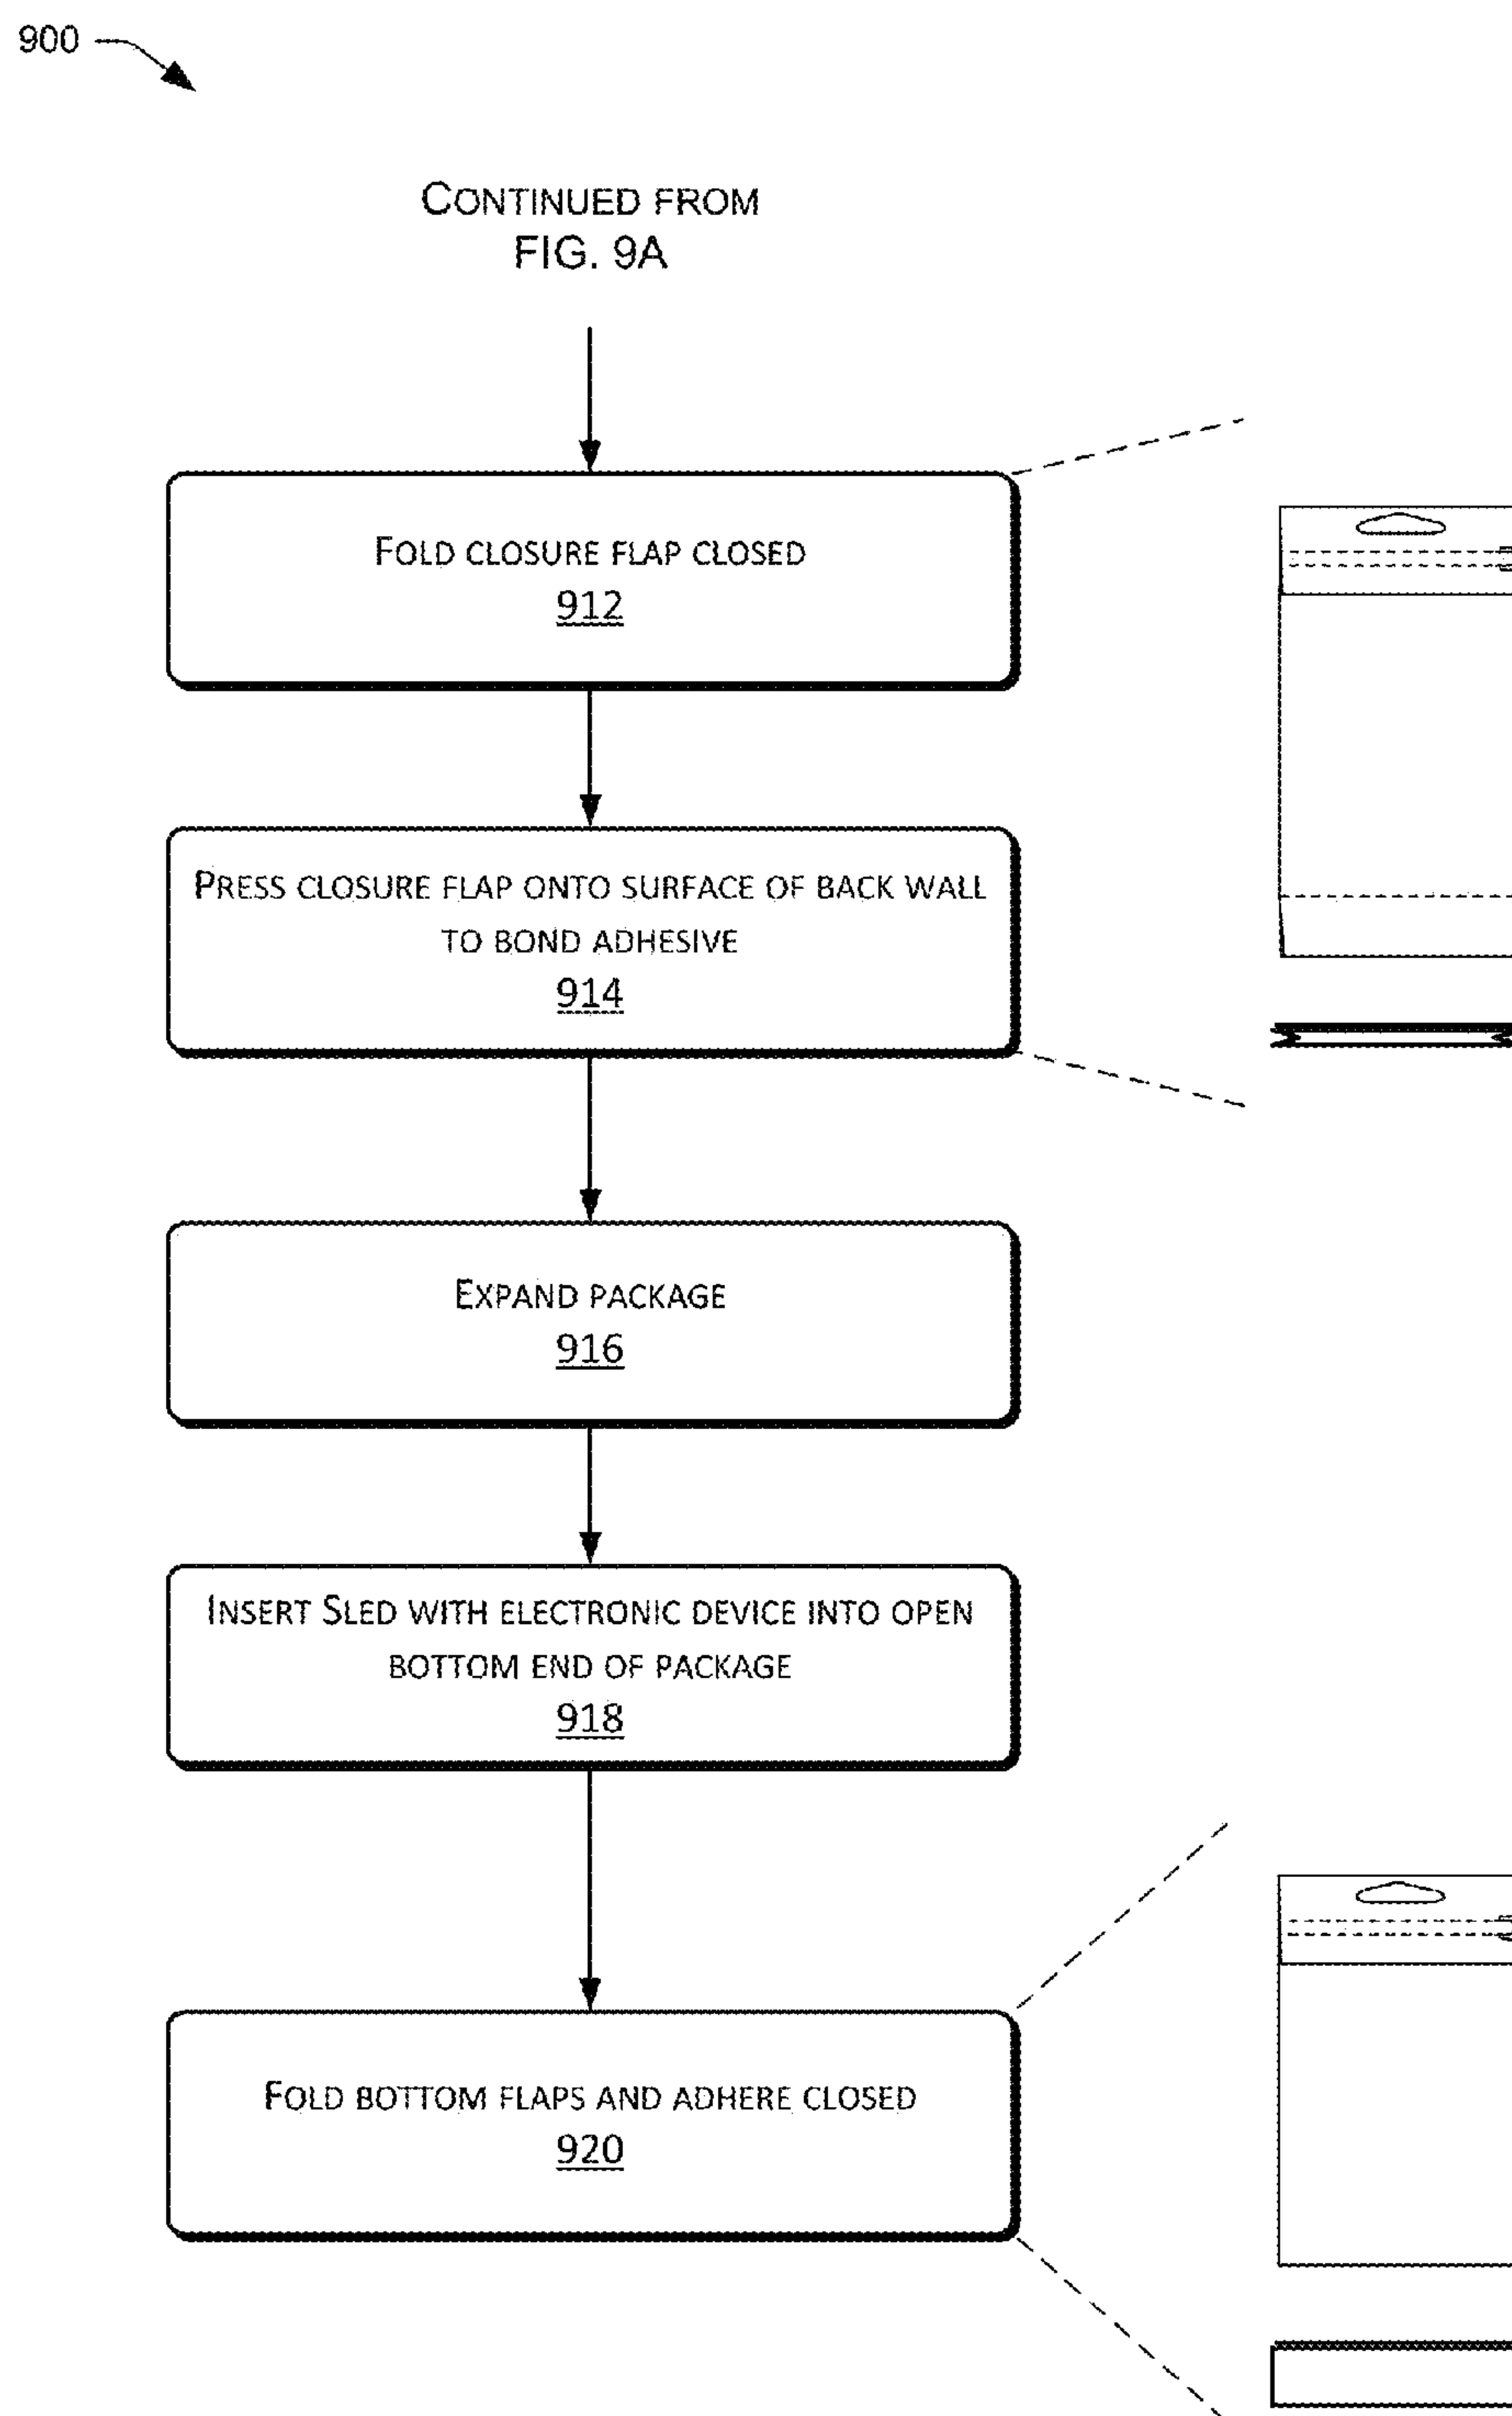 900
CONTINUED FROM
FIG. 9A
FOLD CLOSURE FLAP CLOSED
912
PRESS CLOSURE FLAP ONTO SURFACE OF BACK WALL
TO BOND ADHESIVE
914
EXPAND PACKAGE
916
INSERT SLED WITH ELECTRONIC DEVICE INTO OPEN
BOTTOM END OF PACKAGE
918
FOLD BOTTOM FLAPS AND ADHERE CLOSED
920